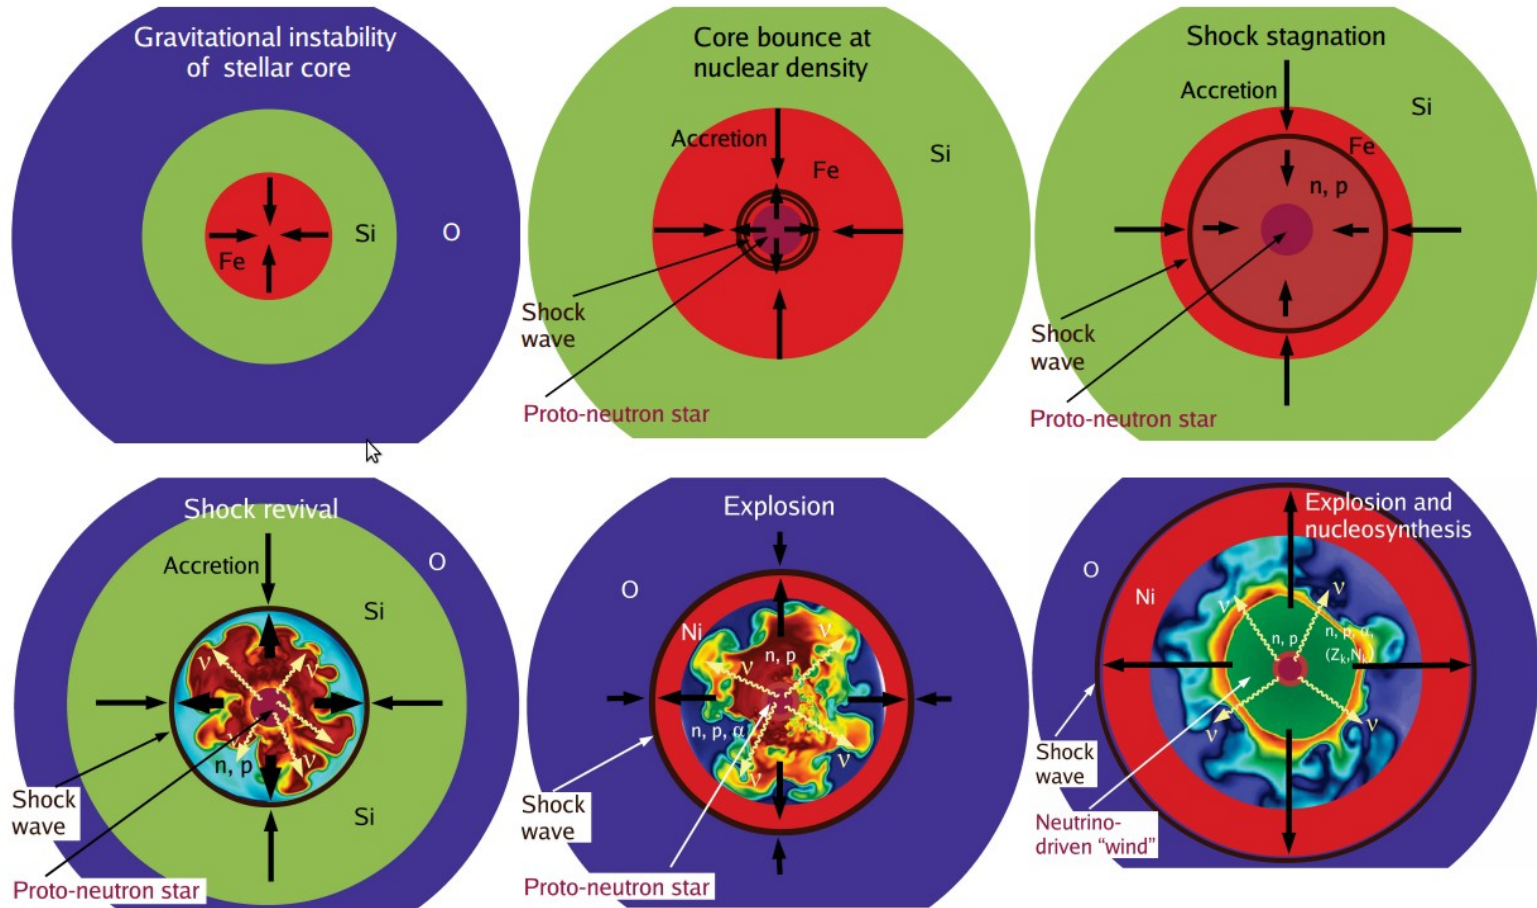 Gravitational instability
of stellar core
Fe
Si
O
Core bounce at
nuclear density
Accretion
Fe
Si
Shock
wave
Proto-neutron star
Shock stagnation
Accretion
Si
Fe
n, p
Shock
wave
Proto-neutron star
Shock revival
O
Accretion
Si
ν
ν
ν
ν
n, p
Si
Shock
wave
Proto-neutron star
Explosion
O
Ni
n, p
ν
ν
n, p, α
ν
ν
Shock
wave
Proto-neutron star
Explosion and
nucleosynthesis
O
Ni
ν
ν
n, p
n, p, α,
(Zk,Nk)
ν
ν
Shock
wave
Neutrino-
driven “wind”